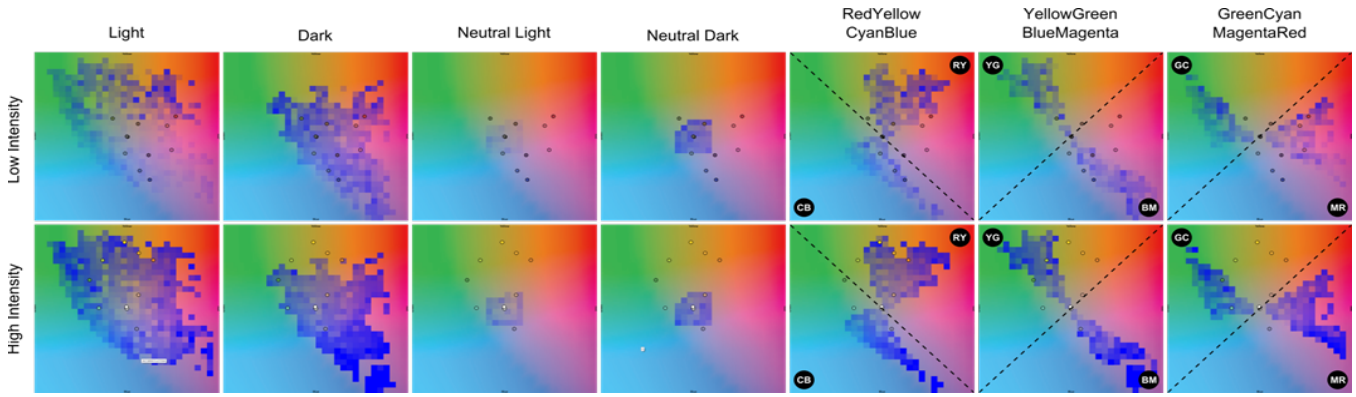 Light
Dark
Neutral Light
Neutral Dark
RedYellow
CyanBlue
YellowGreen
BlueMagenta
GreenCyan
MagentaRed
Low Intensity
RY
CB
YG
BM
GC
MR
High Intensity
RY
CB
YG
BM
GC
MR